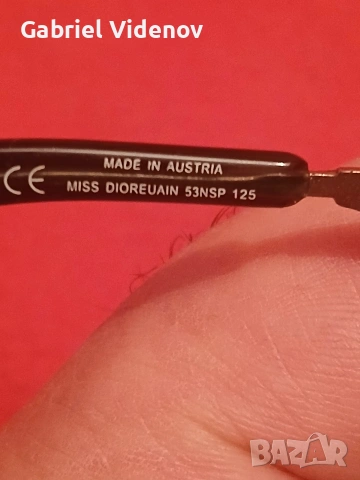 Gabriel Videnov
MADE IN AUSTRIA
CE MISS DIOREUAIN 53NSP 125
BAZAR